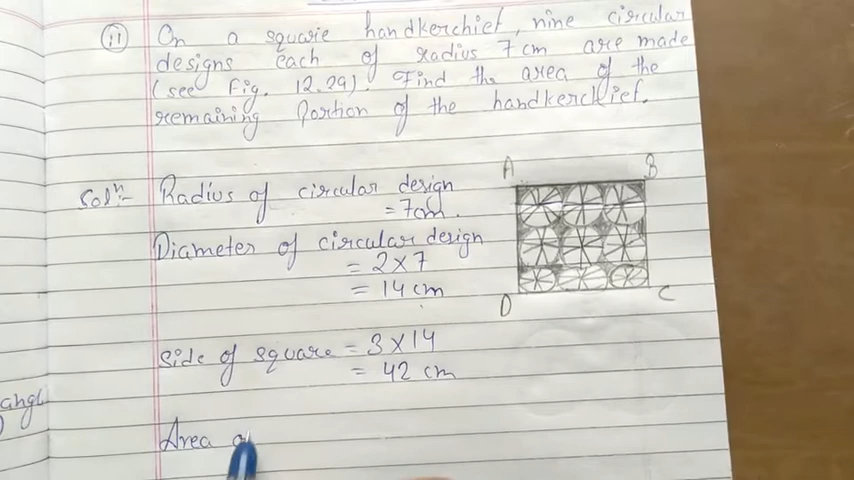 (ii) On a square handkerchief, nine circular
designs each of radius 7 cm are made
(see Fig. 12.29). Find the area of the
remaining Portion of the handkerchief.
Solⁿ:- Radius of circular design
= 7cm.
Diameter of circular design
= 2×7
= 14 cm
A B
D C
Side of square = 3×14
= 42 cm
angl
)
Area o